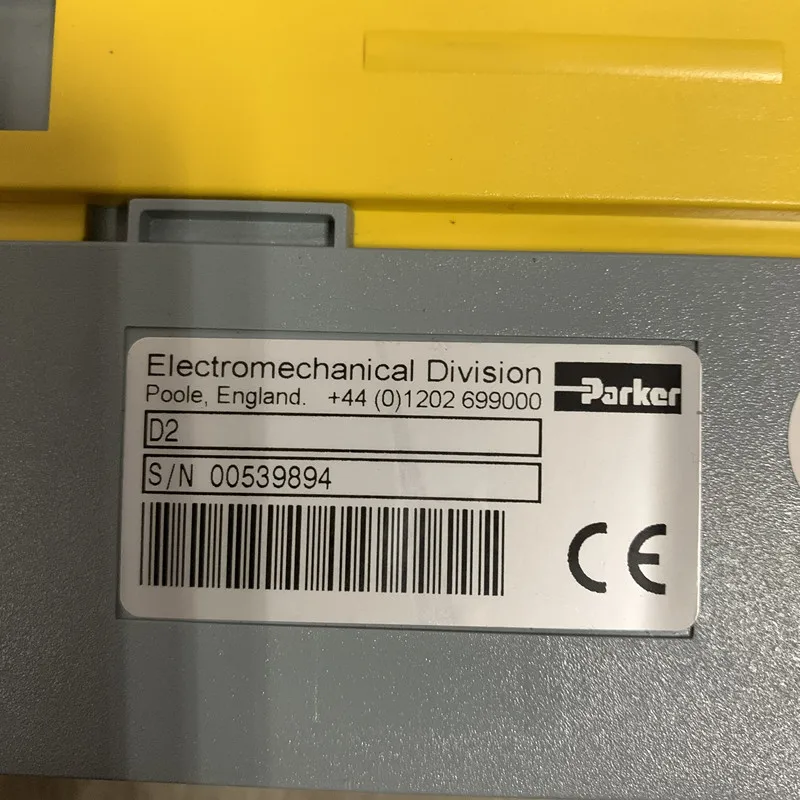 Electromechanical Division
Parker
Poole, England. +44 (0)1202 699000
D2
S/N 00539894
CE